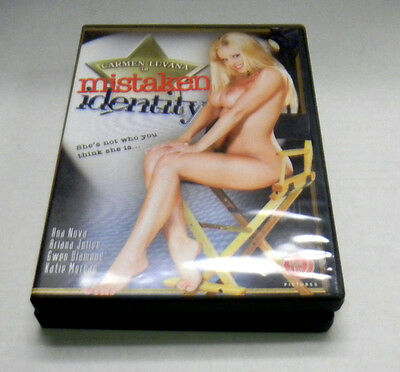 CARMEN LUVANA
in
mistaken
identity
She's not who you
think she is...
Ana Nova
Ariana Jollee
Gwen Diamond
Katie Morgan
PICTURES